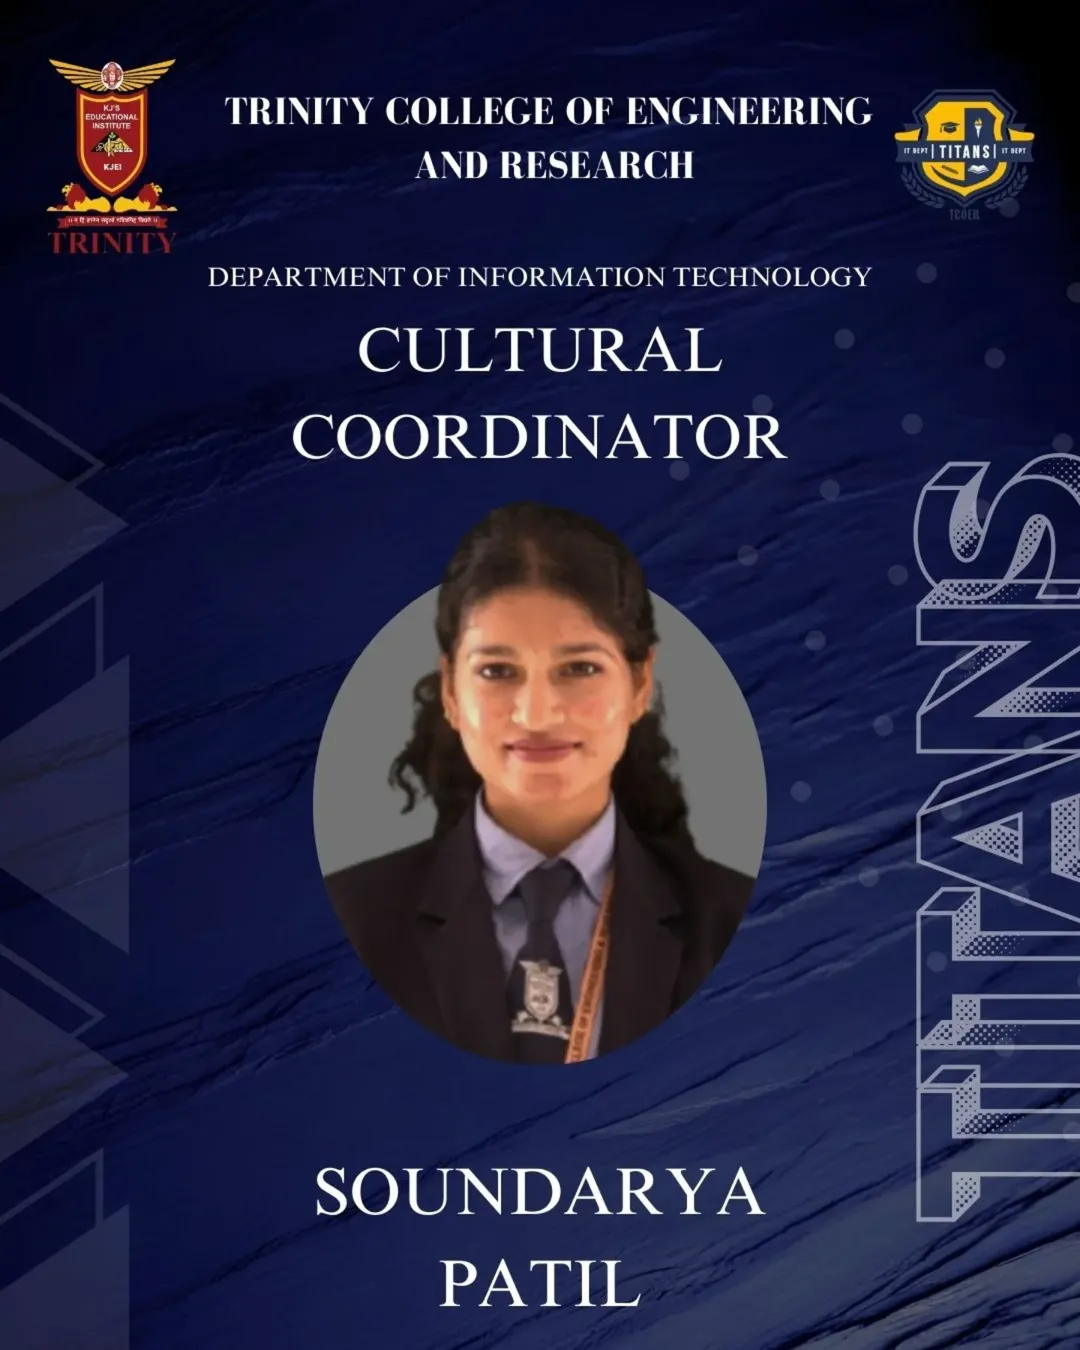 KJ'S
EDUCATIONAL
INSTITUTE
KJEI
TRINITY
TRINITY COLLEGE OF ENGINEERING
AND RESEARCH
IT DEPT | TITANS | IT DEPT
TCOER
DEPARTMENT OF INFORMATION TECHNOLOGY
CULTURAL
COORDINATOR
TITANS
SOUNDARYA
PATIL